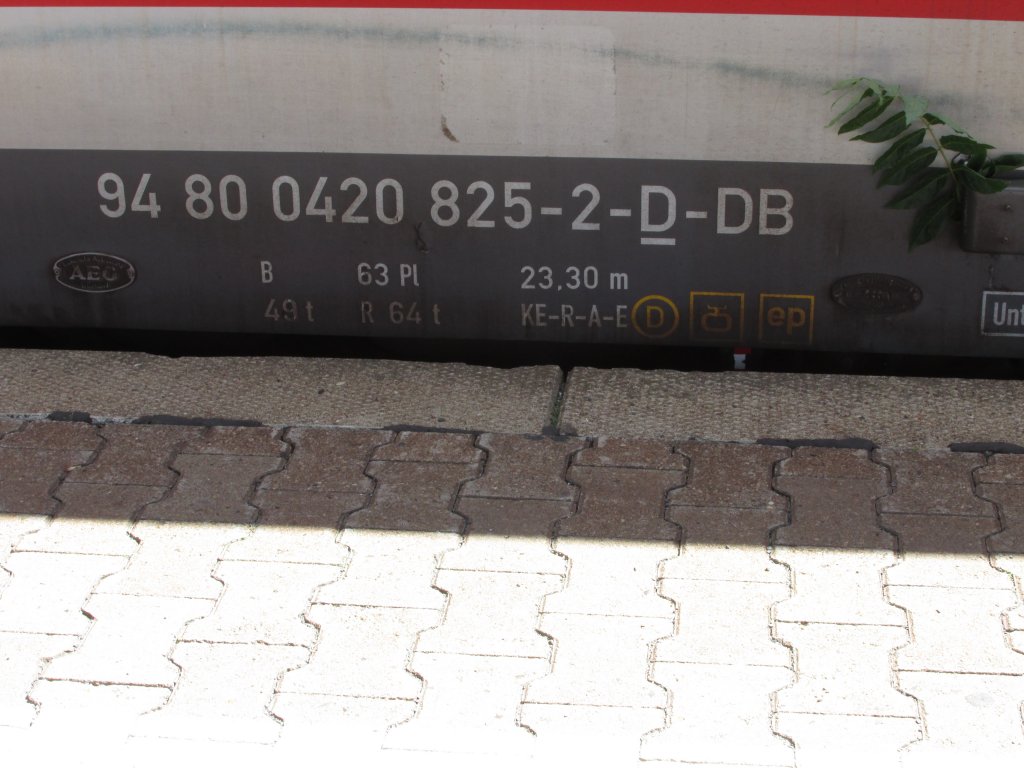 94 80 0420 825-2-D-DB
AEG
B 63 Pl 23,30 m
49 t R 64 t KE-R-A-E D ep
Unt